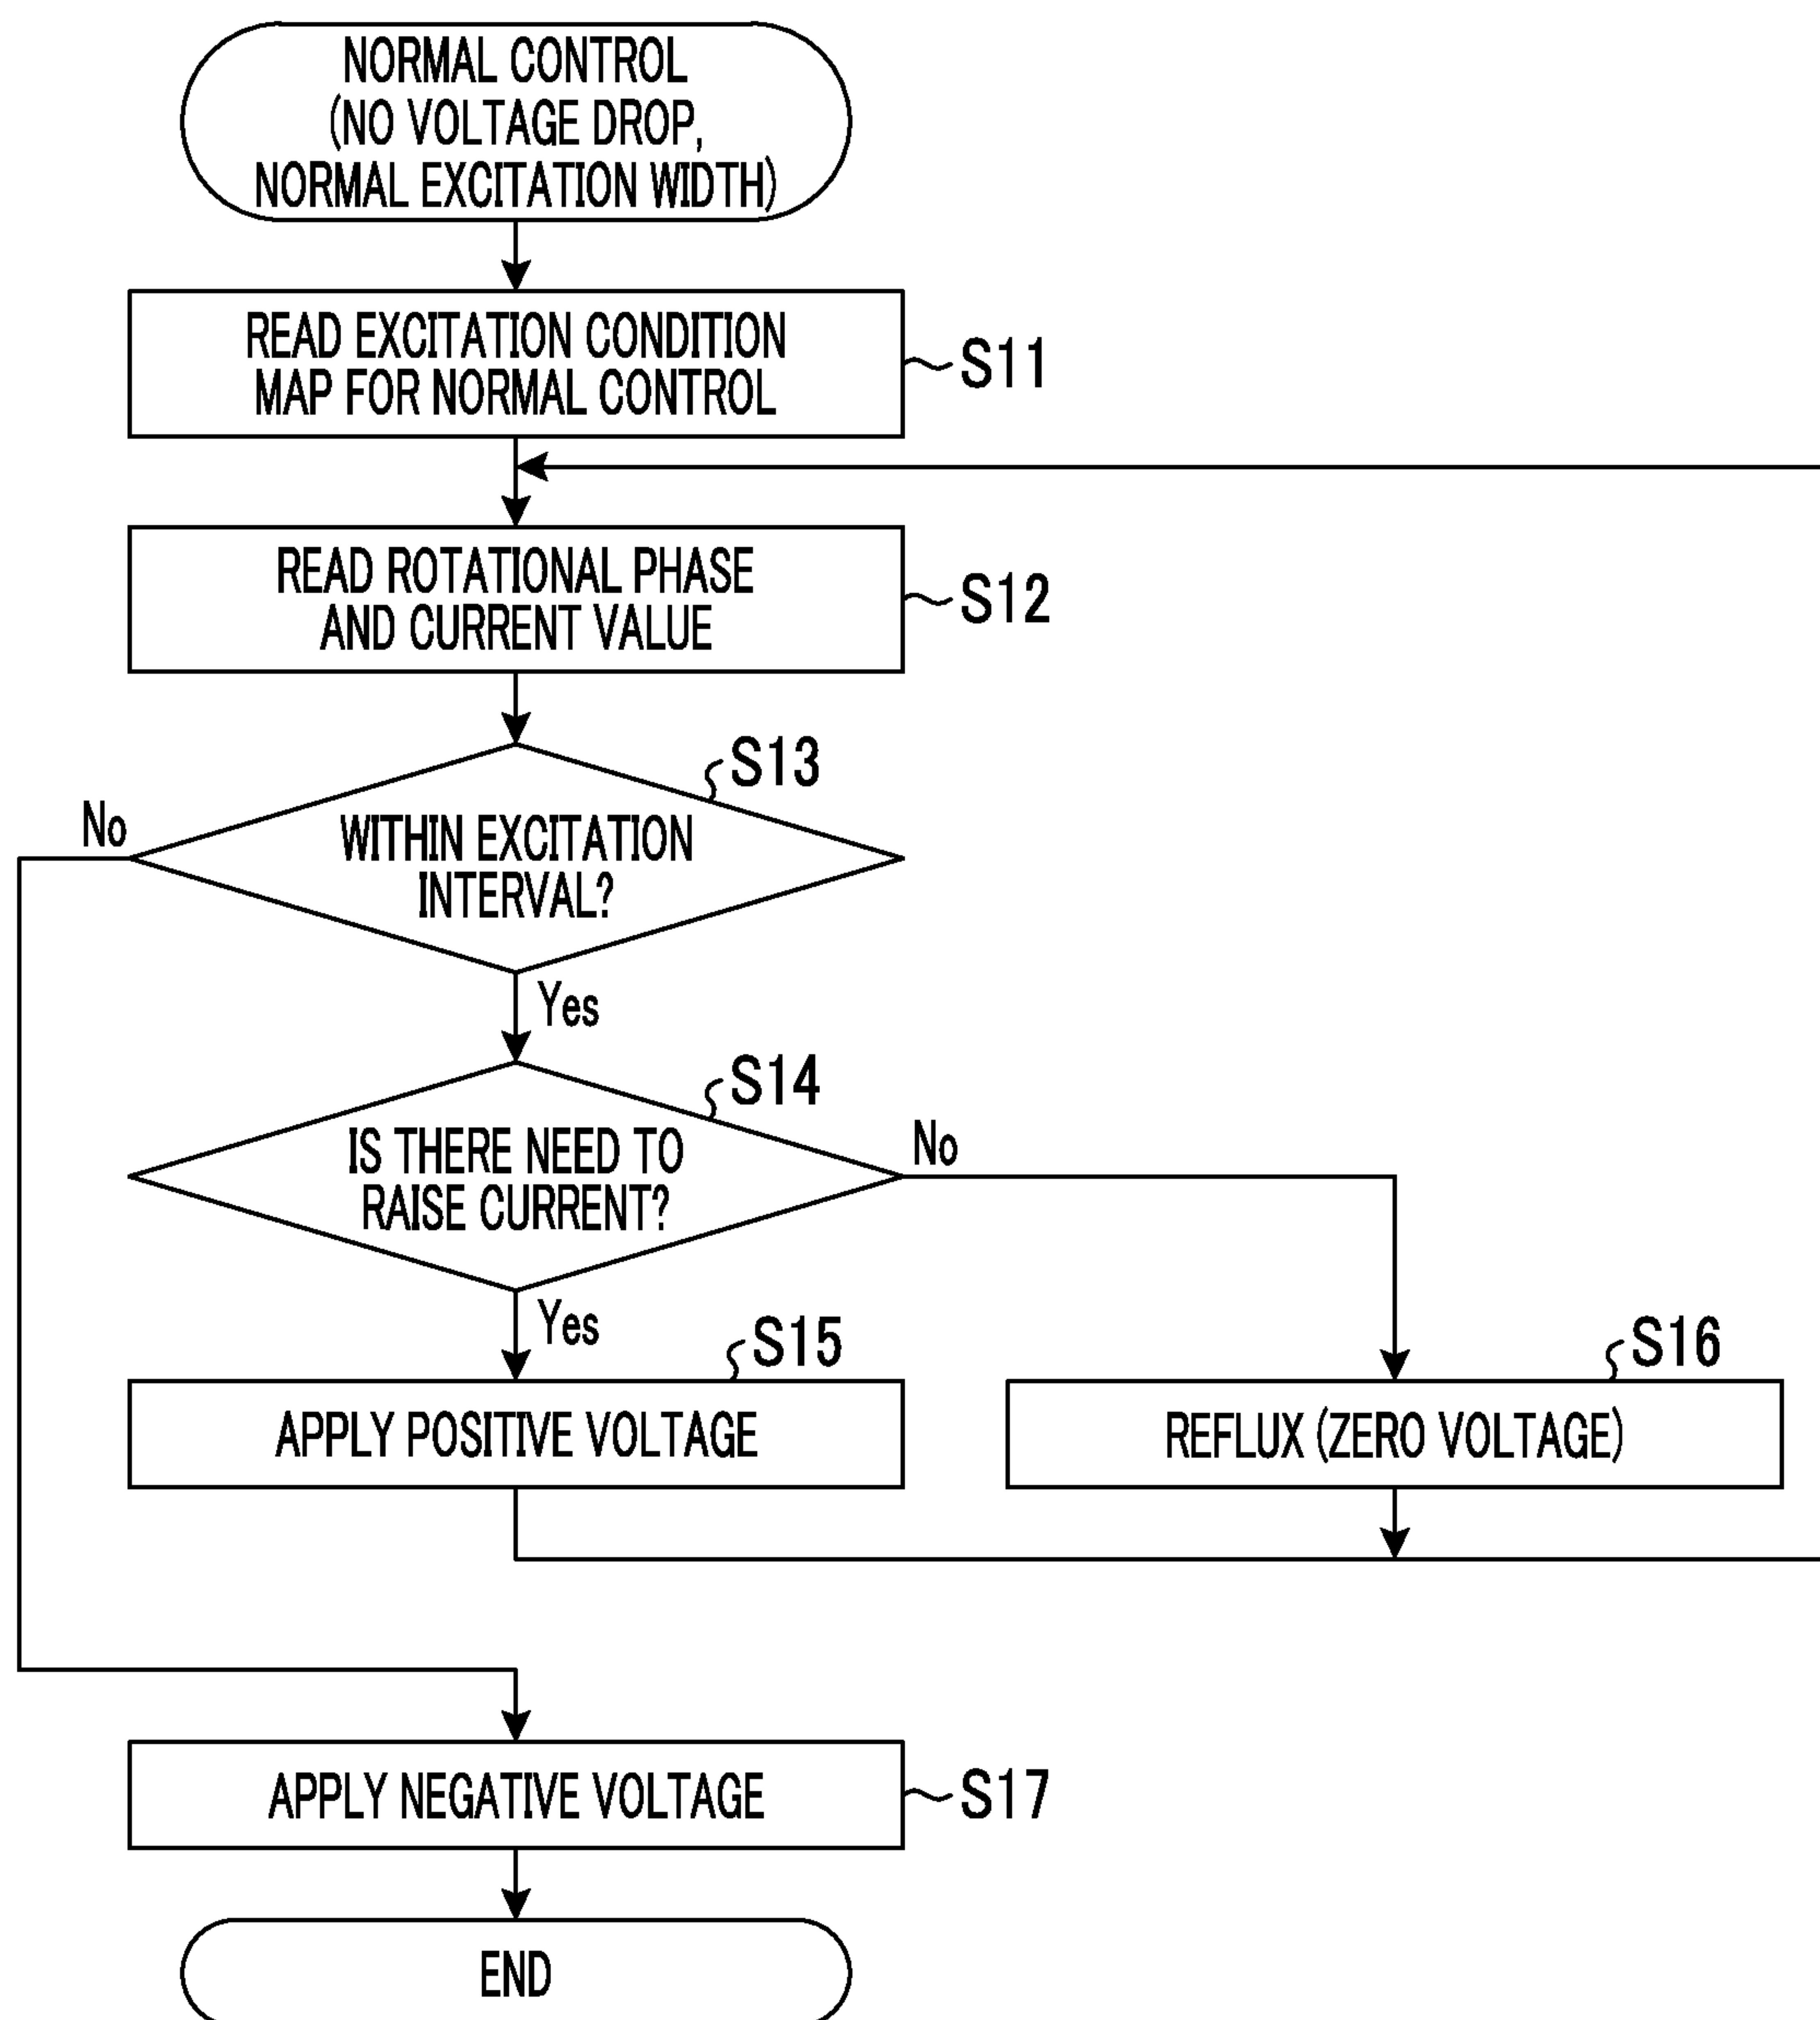 NORMAL CONTROL
(NO VOLTAGE DROP,
NORMAL EXCITATION WIDTH)
READ EXCITATION CONDITION
MAP FOR NORMAL CONTROL
S11
READ ROTATIONAL PHASE
AND CURRENT VALUE
S12
S13
No
WITHIN EXCITATION
INTERVAL?
Yes
S14
IS THERE NEED TO
RAISE CURRENT?
No
Yes
S15
APPLY POSITIVE VOLTAGE
S16
REFLUX (ZERO VOLTAGE)
APPLY NEGATIVE VOLTAGE
S17
END